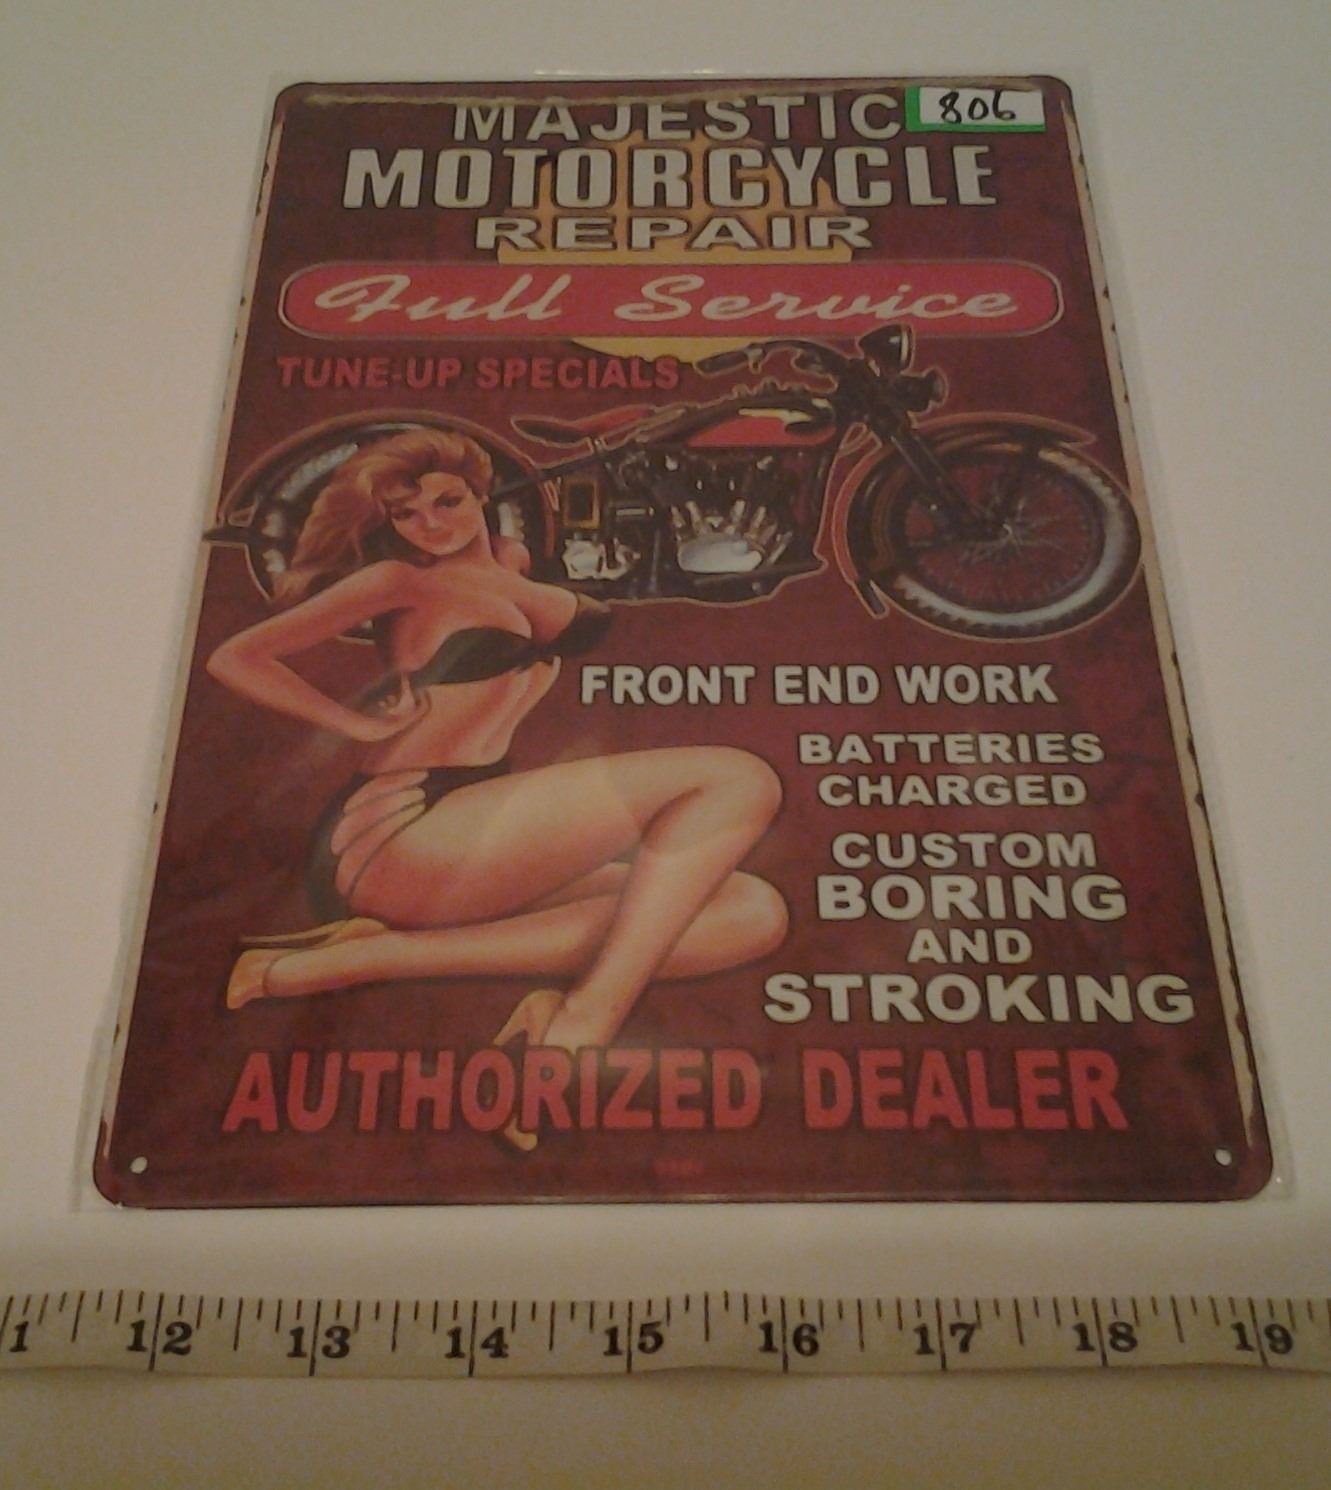 MAJESTIC
806
MOTORCYCLE
REPAIR
Full Service
TUNE-UP SPECIALS
FRONT END WORK
BATTERIES
CHARGED
CUSTOM
BORING
AND
STROKING
AUTHORIZED DEALER
12 13 14 15 16 17 18 19